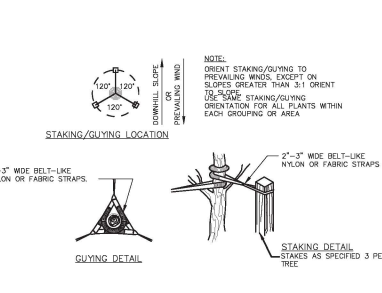 NOTE:
ORIENT STAKING/GUYING TO
PREVAILING WINDS, EXCEPT ON
SLOPES GREATER THAN 3:1 ORIENT
TO SLOPE
USE SAME STAKING/GUYING
ORIENTATION FOR ALL PLANTS WITHIN
EACH GROUPING OR AREA
120° 120°
120°
DOWNHILL SLOPE
OR
PREVAILING WIND
STAKING/GUYING LOCATION
-3" WIDE BELT-LIKE
LON OR FABRIC STRAPS.
GUYING DETAIL
2"-3" WIDE BELT-LIKE
NYLON OR FABRIC STRAPS
STAKING DETAIL
STAKES AS SPECIFIED 3 PE
TREE